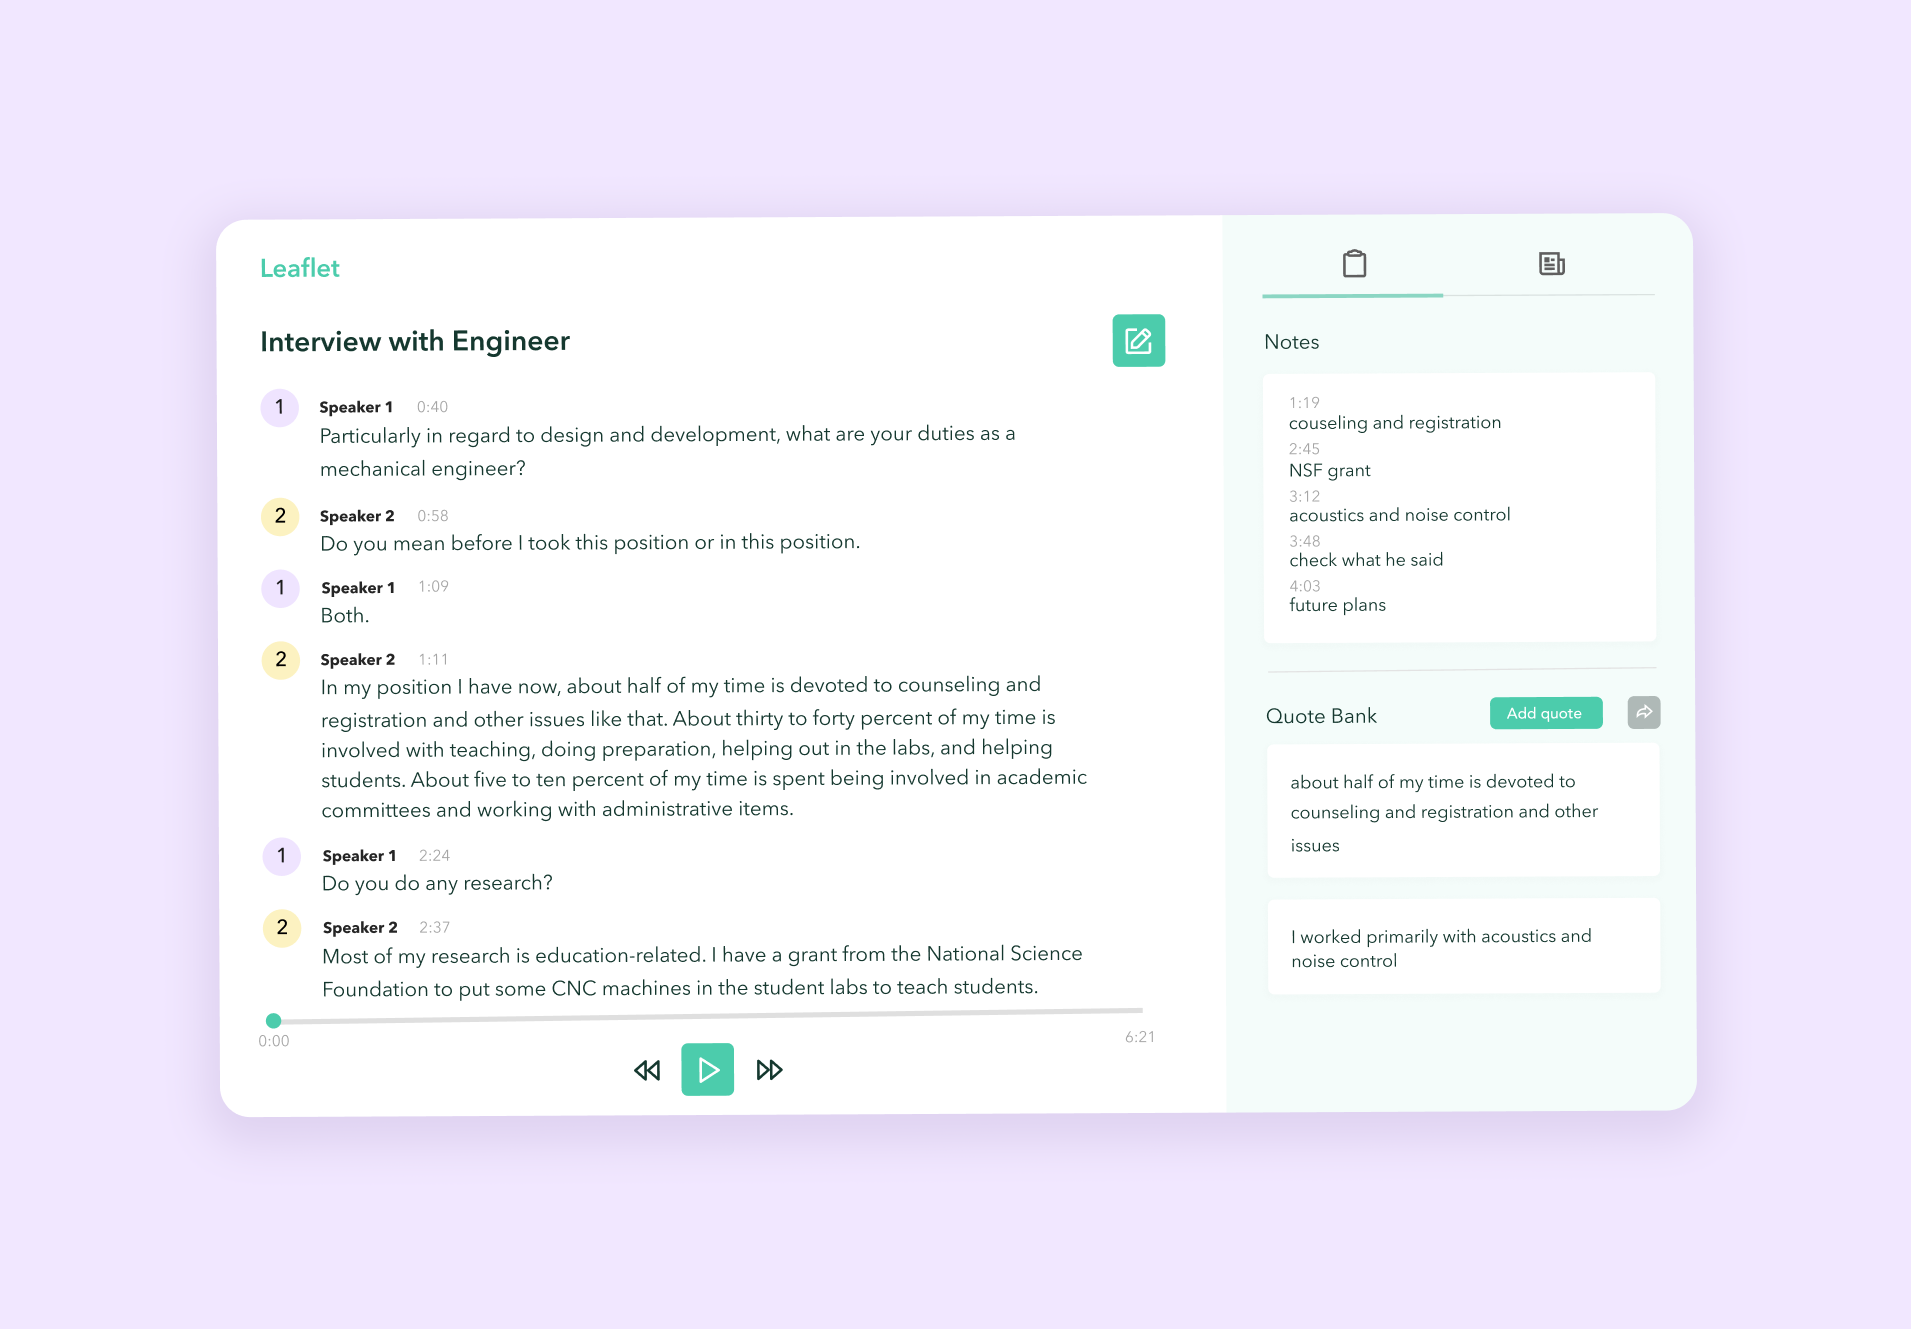 Leaflet
Interview with Engineer
1
Speaker 1 0:40
Particularly in regard to design and development, what are your duties as a
mechanical engineer?
2
Speaker 2 0:58
Do you mean before I took this position or in this position.
1
Speaker 1 1:09
Both.
2
Speaker 2 1:11
In my position I have now, about half of my time is devoted to counseling and
registration and other issues like that. About thirty to forty percent of my time is
involved with teaching, doing preparation, helping out in the labs, and helping
students. About five to ten percent of my time is spent being involved in academic
committees and working with administrative items.
1
Speaker 1 2:24
Do you do any research?
2
Speaker 2 2:37
Most of my research is education-related. I have a grant from the National Science
Foundation to put some CNC machines in the student labs to teach students.
0:00 6:21
Notes
1:19
couseling and registration
2:45
NSF grant
3:12
acoustics and noise control
3:48
check what he said
4:03
future plans
Quote Bank Add quote
about half of my time is devoted to
counseling and registration and other
issues
I worked primarily with acoustics and
noise control